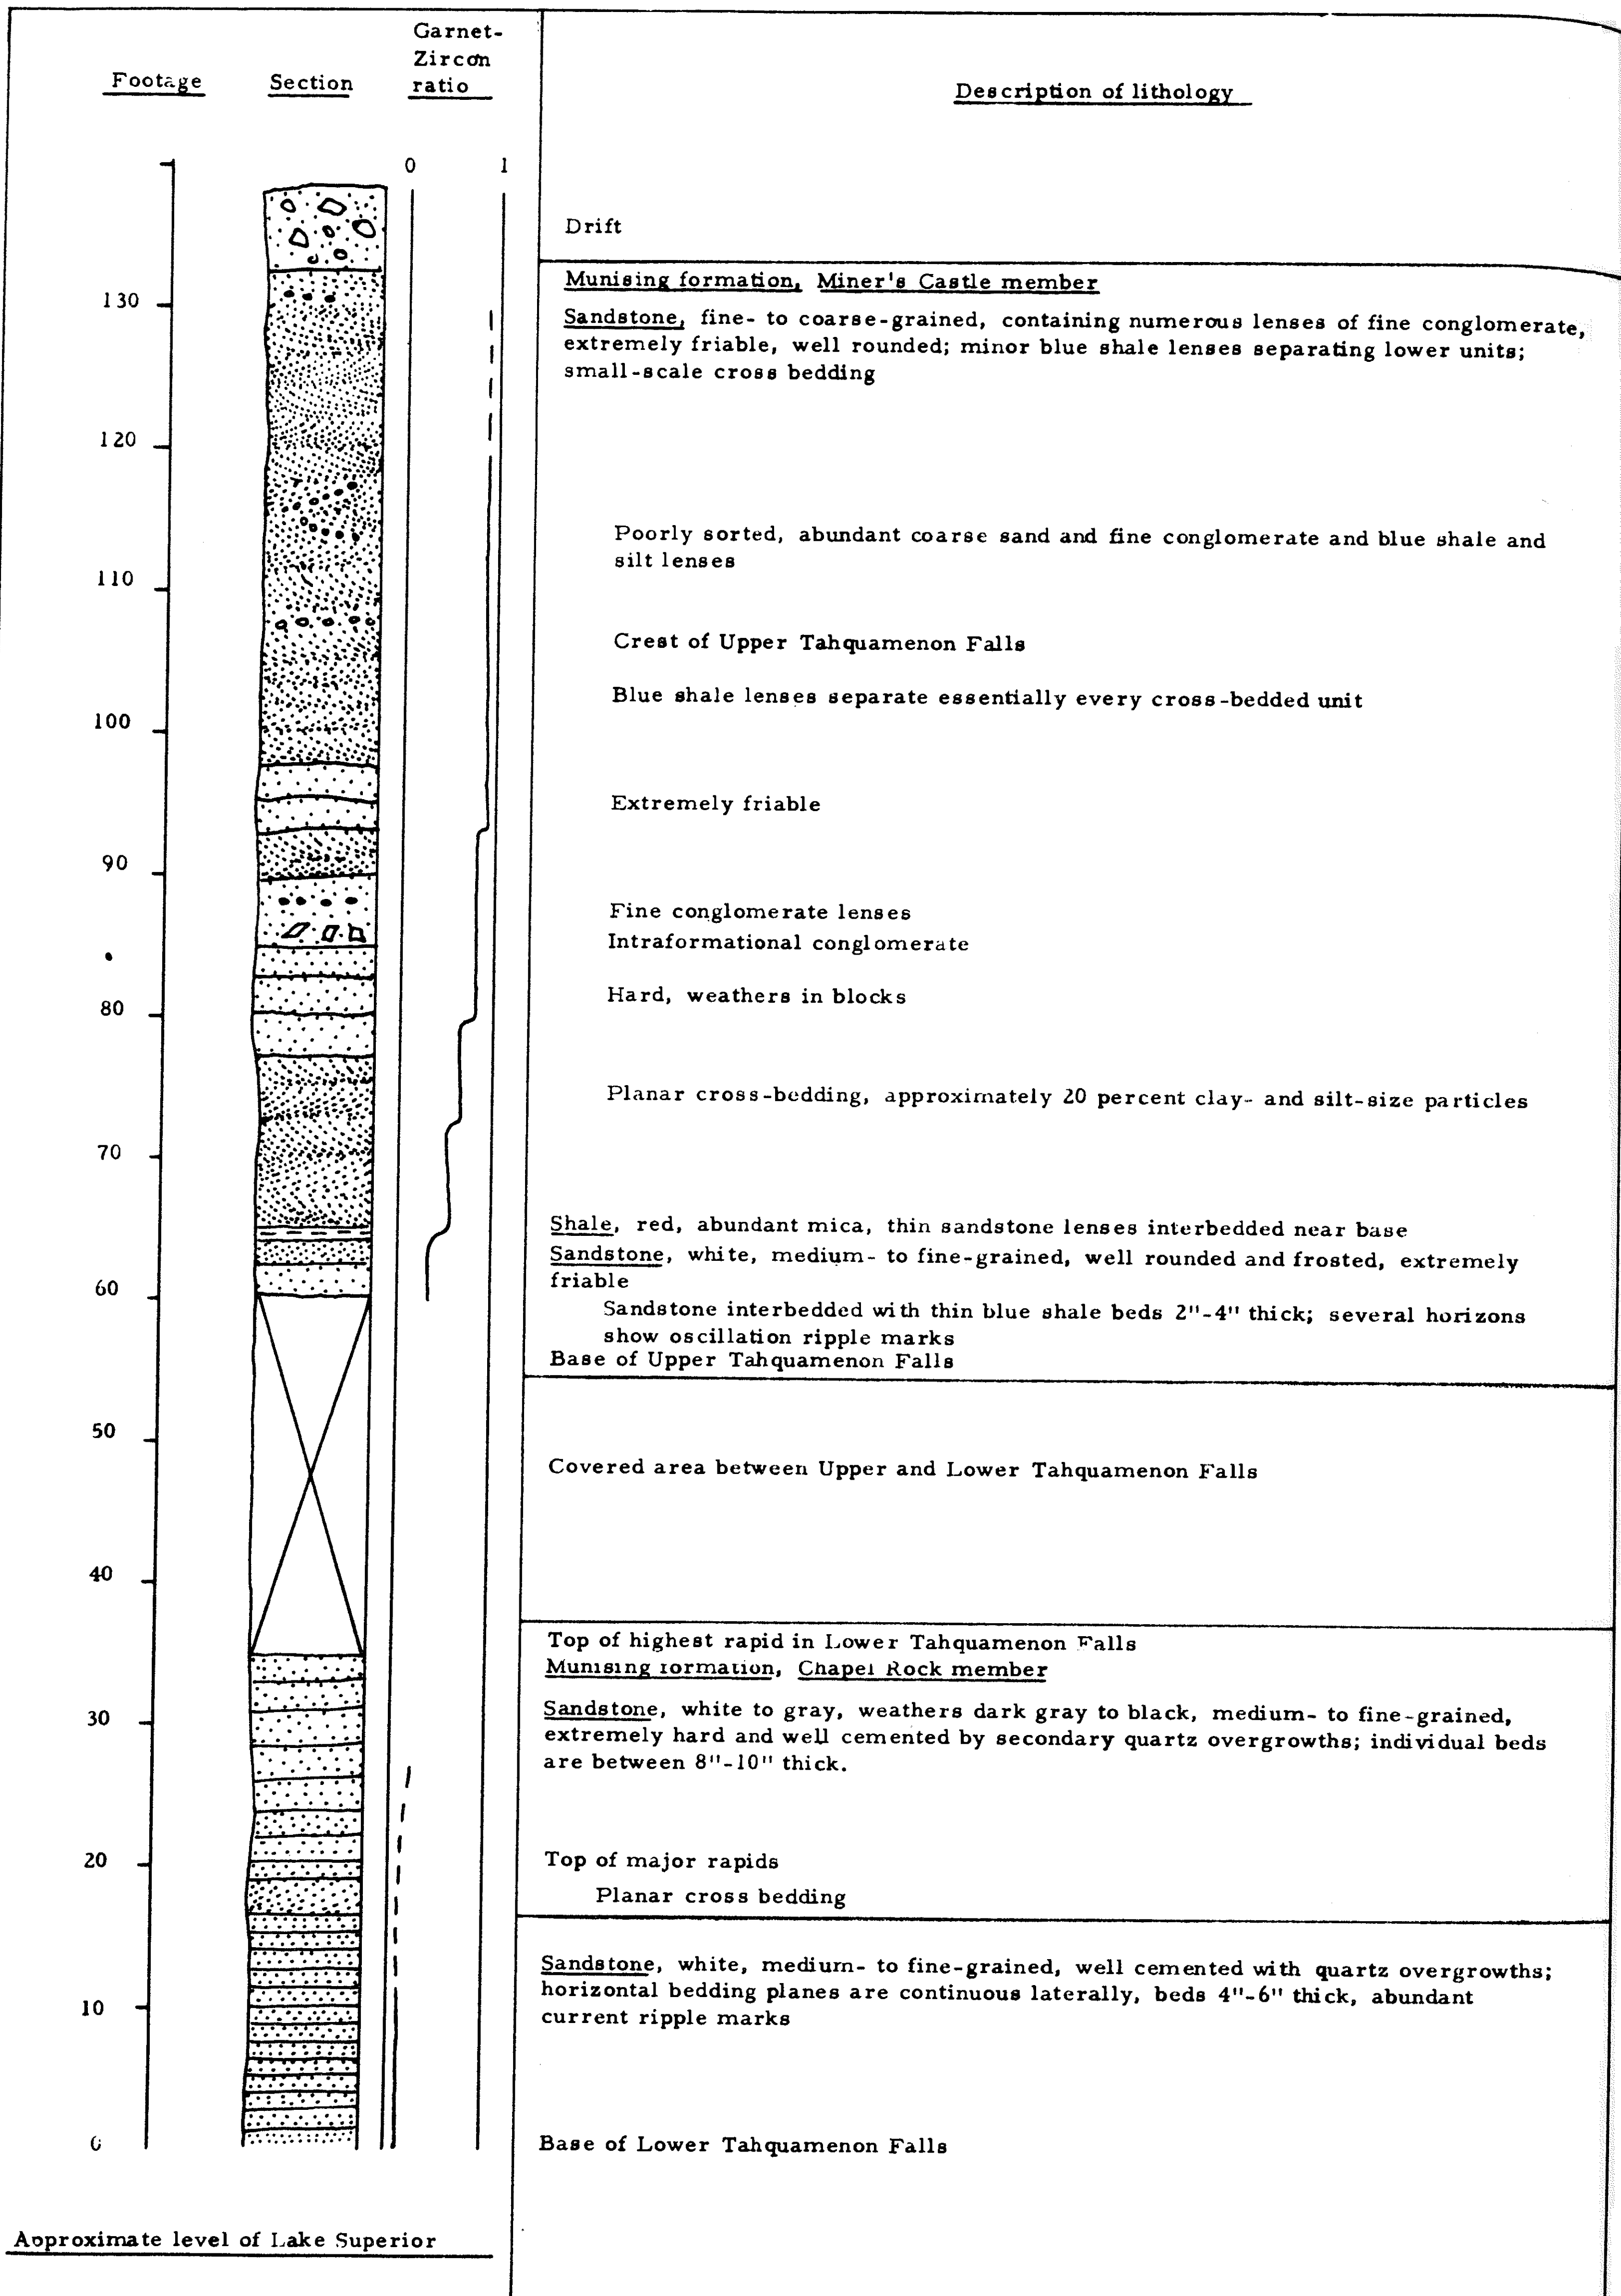 Garnet-
Zircon
Footage Section ratio Description of lithology
0 1
Drift
Munising formation, Miner's Castle member
130
Sandstone, fine- to coarse-grained, containing numerous lenses of fine conglomerate,
extremely friable, well rounded; minor blue shale lenses separating lower units;
small-scale cross bedding
120
Poorly sorted, abundant coarse sand and fine conglomerate and blue shale and
silt lenses
110
Crest of Upper Tahquamenon Falls
Blue shale lenses separate essentially every cross-bedded unit
100
Extremely friable
90
Fine conglomerate lenses
Intraformational conglomerate
Hard, weathers in blocks
80
Planar cross-bedding, approximately 20 percent clay- and silt-size particles
70
Shale, red, abundant mica, thin sandstone lenses interbedded near base
Sandstone, white, medium- to fine-grained, well rounded and frosted, extremely
friable
60
Sandstone interbedded with thin blue shale beds 2"-4" thick; several horizons
show oscillation ripple marks
Base of Upper Tahquamenon Falls
50
Covered area between Upper and Lower Tahquamenon Falls
40
Top of highest rapid in Lower Tahquamenon Falls
Munising formation, Chapel Rock member
30
Sandstone, white to gray, weathers dark gray to black, medium- to fine-grained,
extremely hard and well cemented by secondary quartz overgrowths; individual beds
are between 8"-10" thick.
20
Top of major rapids
Planar cross bedding
Sandstone, white, medium- to fine-grained, well cemented with quartz overgrowths;
horizontal bedding planes are continuous laterally, beds 4"-6" thick, abundant
current ripple marks
10
0
Base of Lower Tahquamenon Falls
Approximate level of Lake Superior